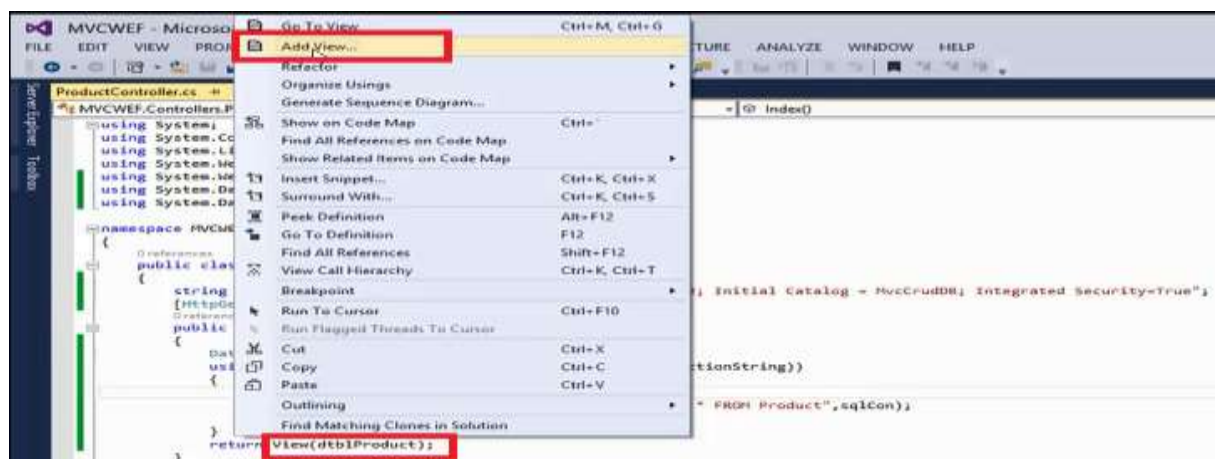 MVCWEF - Microso
FILE EDIT VIEW PROJ TURE ANALYZE WINDOW HELP
Go To View Ctrl+M, Ctrl+G
Add View...
Refactor
Organize Usings
Generate Sequence Diagram...
Show on Code Map Ctrl+`
Find All References on Code Map
Show Related Items on Code Map
Insert Snippet... Ctrl+K, Ctrl+X
Surround With... Ctrl+K, Ctrl+S
Peek Definition Alt+F12
Go To Definition F12
Find All References Shift+F12
View Call Hierarchy Ctrl+K, Ctrl+T
Breakpoint
Run To Cursor Ctrl+F10
Run Flagged Threads To Cursor
Cut Ctrl+X
Copy Ctrl+C
Paste Ctrl+V
Outlining
Find Matching Clones in Solution
Server Explorer
Toolbox
ProductController.cs
MVCWEF.Controllers.P Index()
using System;
using System.Co
using System.Li
using System.We
using System.We
using System.Da
using System.Da
namespace MVCWE
{
0 references
public clas
{
string ; Initial Catalog = MvcCrudDB; Integrated Security=True";
[HttpGe
0 referenc
public
{
Dat
usi ctionString))
{
* FROM Product",sqlCon);
}
return View(dtblProduct);
}